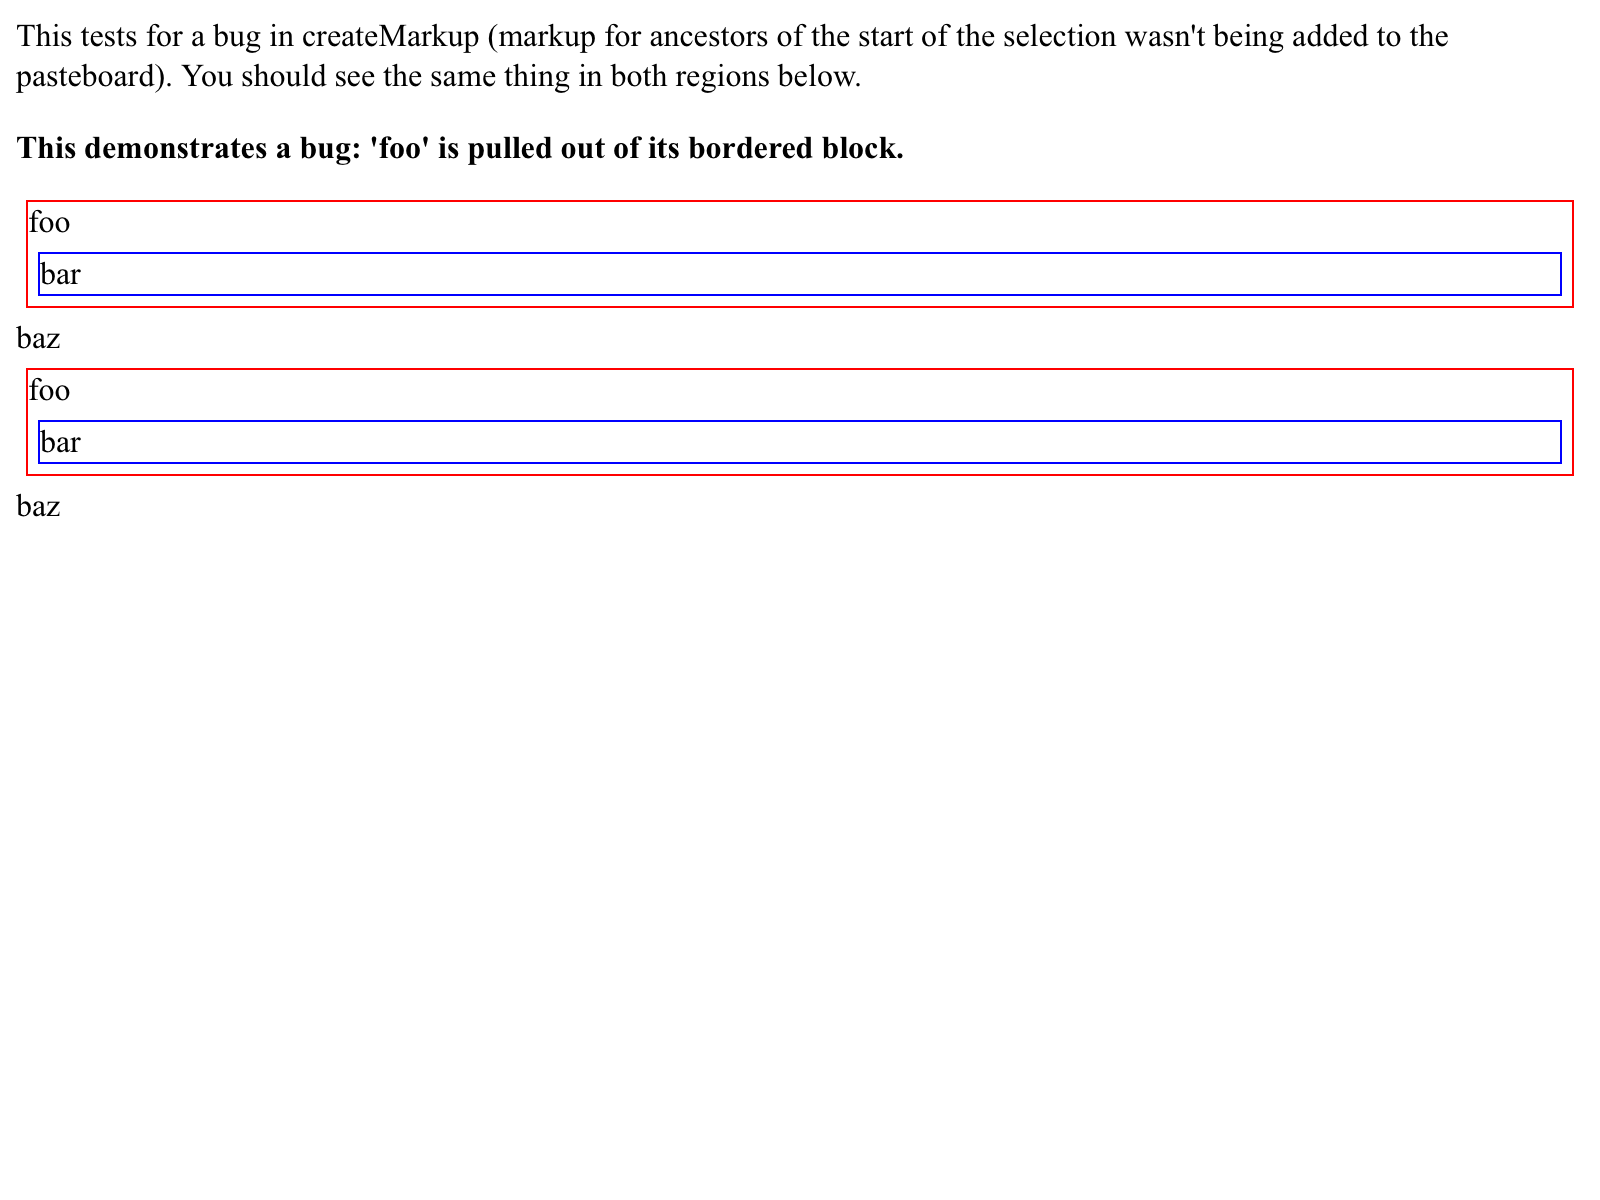 This tests for a bug in createMarkup (markup for ancestors of the start of the selection wasn't being added to the
pasteboard). You should see the same thing in both regions below.
This demonstrates a bug: 'foo' is pulled out of its bordered block.
foo
bar
baz
foo
bar
baz